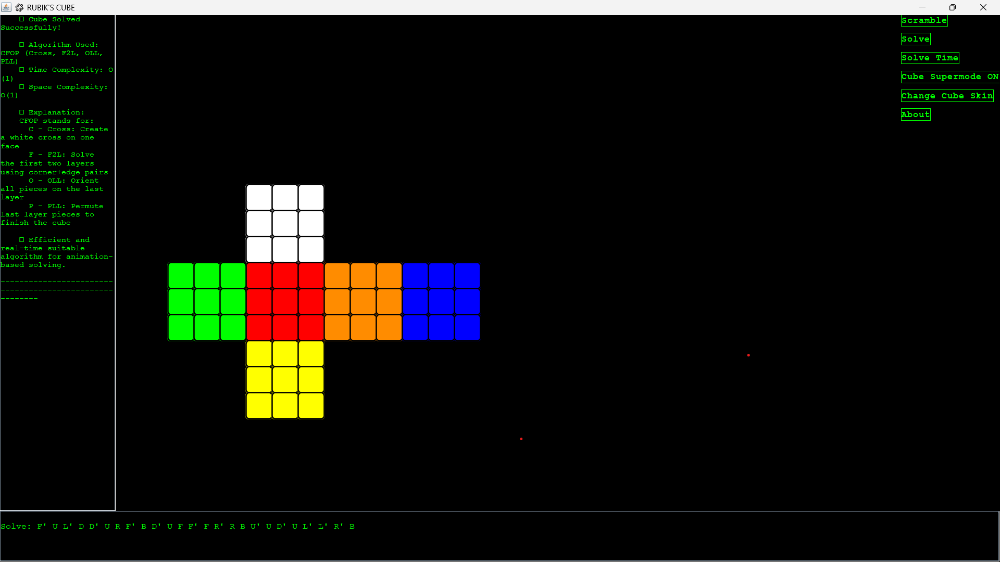 RUBIK'S CUBE
□ Cube Solved
Successfully!
□ Algorithm Used:
CFOP (Cross, F2L, OLL,
PLL)
□ Time Complexity: O
(1)
□ Space Complexity:
O(1)
□ Explanation:
CFOP stands for:
C - Cross: Create
a white cross on one
face
F - F2L: Solve
the first two layers
using corner+edge pairs
O - OLL: Orient
all pieces on the last
layer
P - PLL: Permute
last layer pieces to
finish the cube
□ Efficient and
real-time suitable
algorithm for animation-
based solving.
------------------------
------------------------
--------
Scramble
Solve
Solve Time
Cube Supermode ON
Change Cube Skin
About
Solve: F' U L' D D' U R F' B D' U F F' F R' R B U' U D' U L' L' R' B